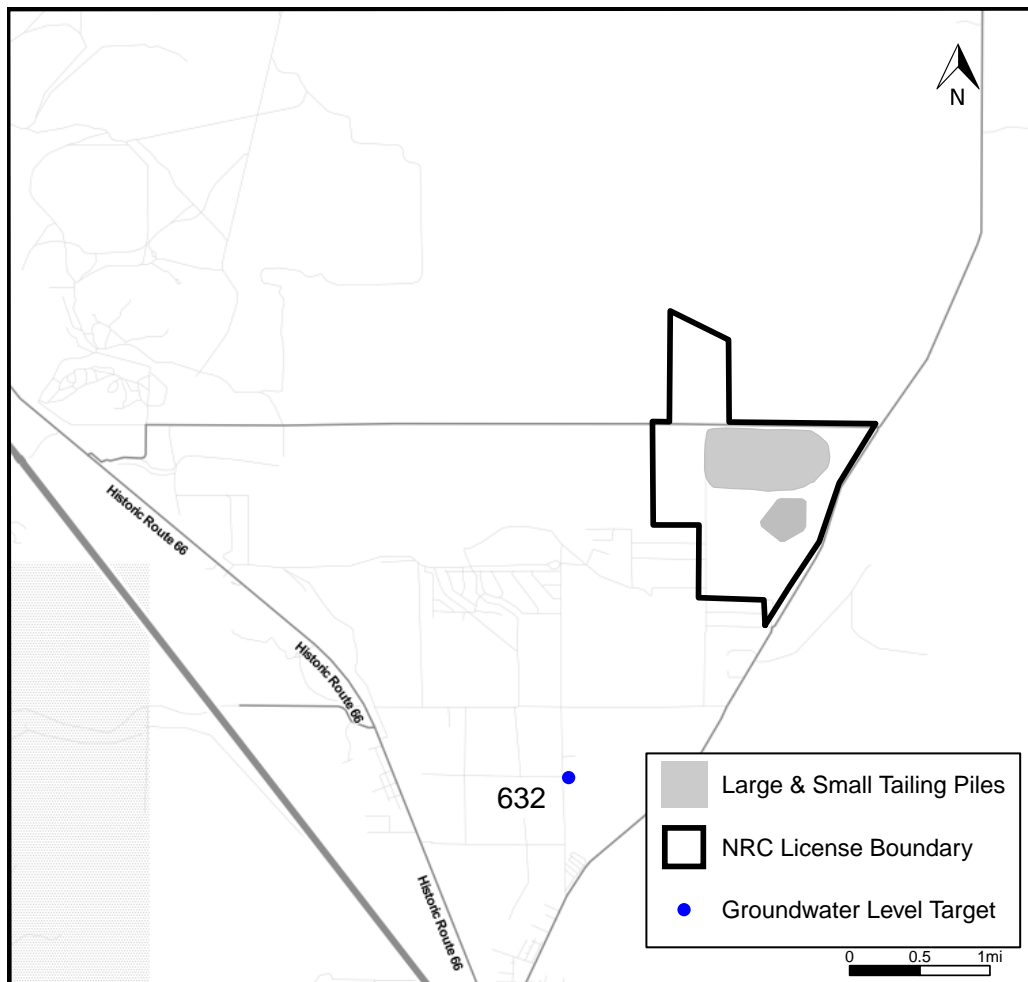 N
Historic Route 66
Historic Route 66
632
Historic Route 66
Large & Small Tailing Piles
NRC License Boundary
Groundwater Level Target
0 0.5 1mi